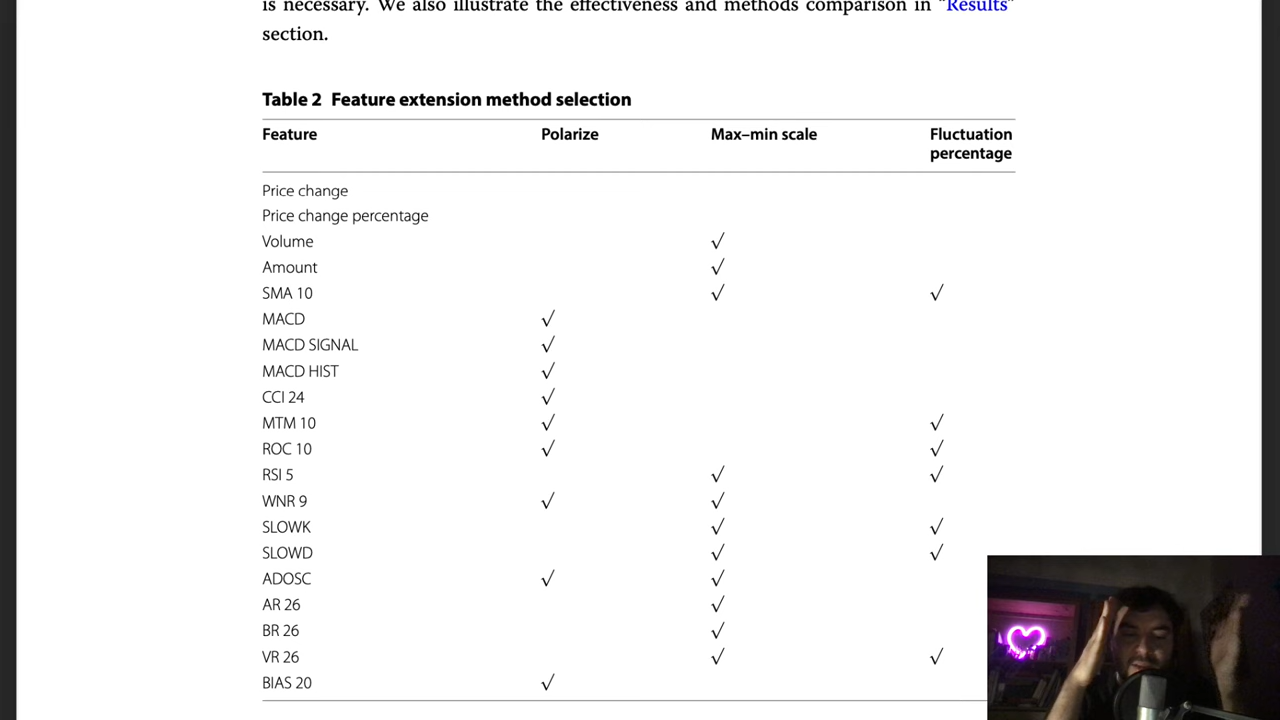 is necessary. We also illustrate the effectiveness and methods comparison in "Results"
section.
Table 2 Feature extension method selection
Feature Polarize Max–min scale Fluctuation
percentage
Price change
Price change percentage
Volume √
Amount √
SMA 10 √ √
MACD √
MACD SIGNAL √
MACD HIST √
CCI 24 √
MTM 10 √ √
ROC 10 √ √
RSI 5 √ √
WNR 9 √ √
SLOWK √ √
SLOWD √ √
ADOSC √ √
AR 26 √
BR 26 √
VR 26 √ √
BIAS 20 √